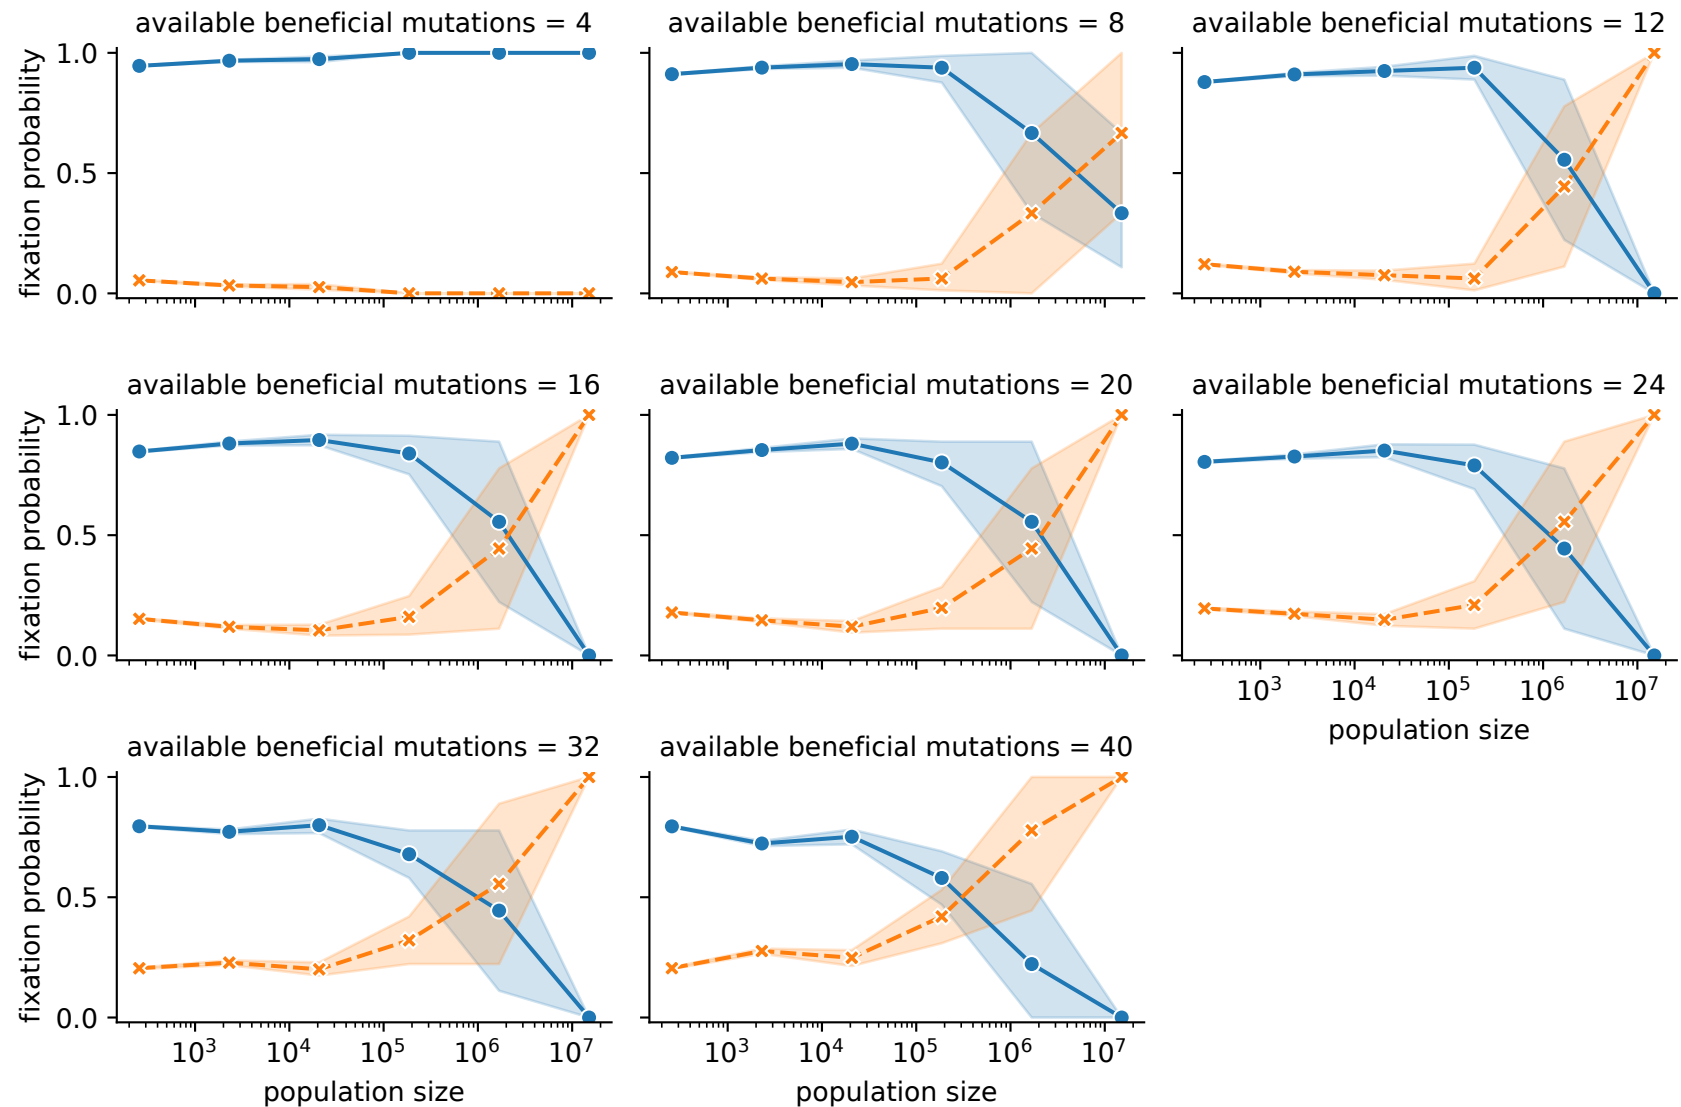 available beneficial mutations = 4
available beneficial mutations = 8
available beneficial mutations = 12
fixation probability
1.0
0.5
0.0
available beneficial mutations = 16
available beneficial mutations = 20
available beneficial mutations = 24
fixation probability
1.0
0.5
0.0
10³ 10⁴ 10⁵ 10⁶ 10⁷
population size
available beneficial mutations = 32
available beneficial mutations = 40
fixation probability
1.0
0.5
0.0
10³ 10⁴ 10⁵ 10⁶ 10⁷
population size
10³ 10⁴ 10⁵ 10⁶ 10⁷
population size